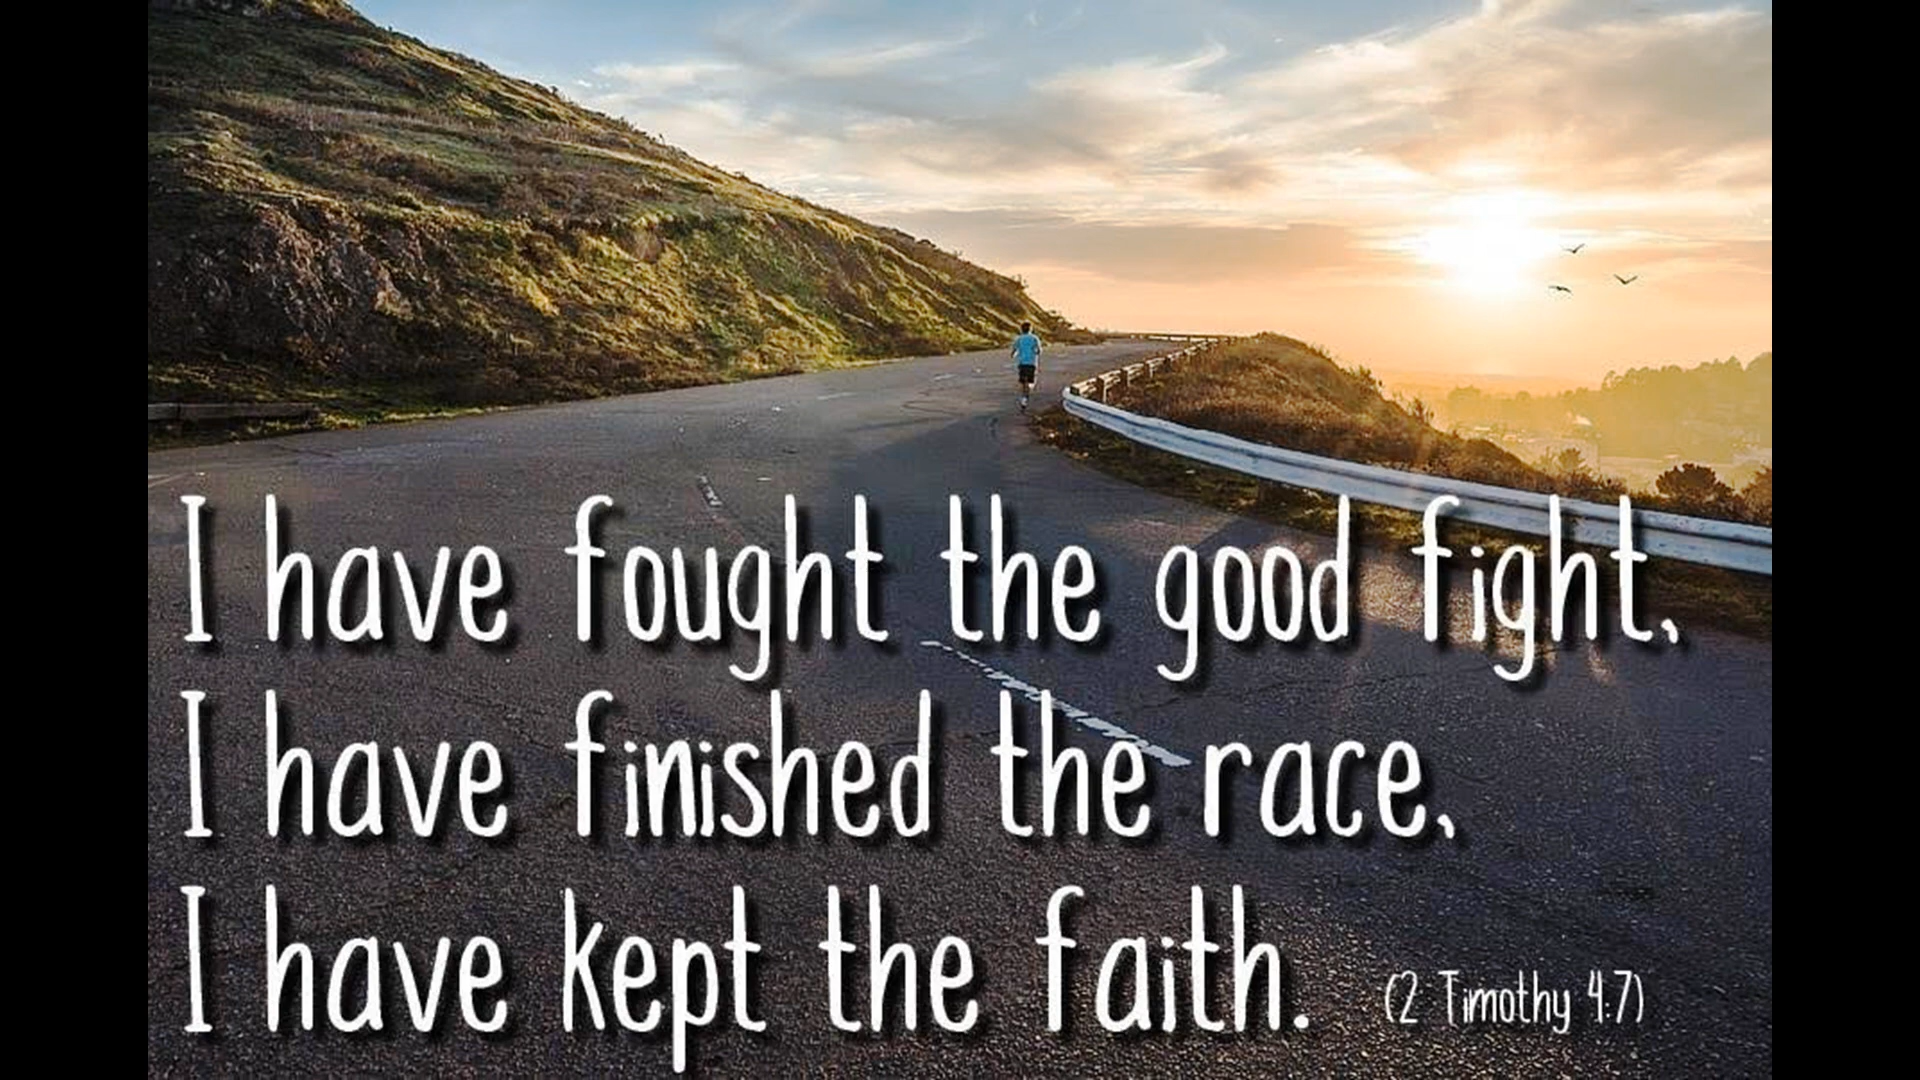 I have fought the good fight,
I have finished the race,
I have kept the faith. (2 Timothy 4:7)